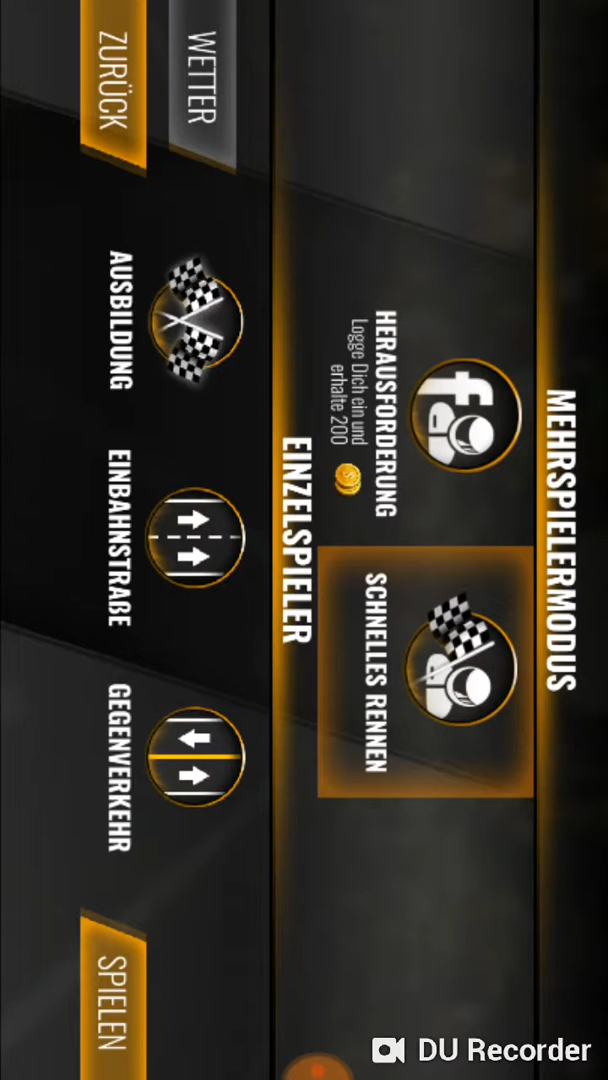 MEHRSPIELERMODUS
HERAUSFORDERUNG
Logge Dich ein und
erhalte 200
SCHNELLES RENNEN
EINZELSPIELER
WETTER
ZURÜCK
AUSBILDUNG
EINBAHNSTRAßE
GEGENVERKEHR
SPIELEN
DU Recorder